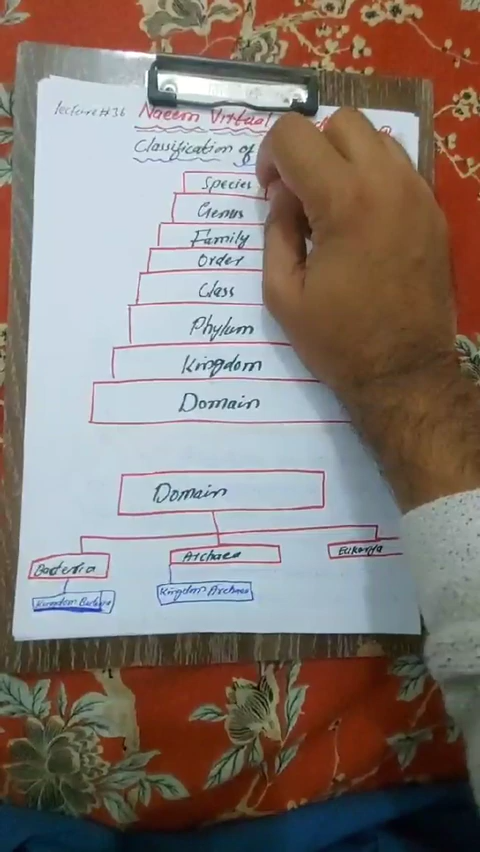 lecture#36
Naeem Virtual
Classification of
Species
Genus
Family
Order
Class
Phylum
Kingdom
Domain
Domain
Bacteria Archaea Eukarya
Kingdom Bacteria Kingdom Archaea